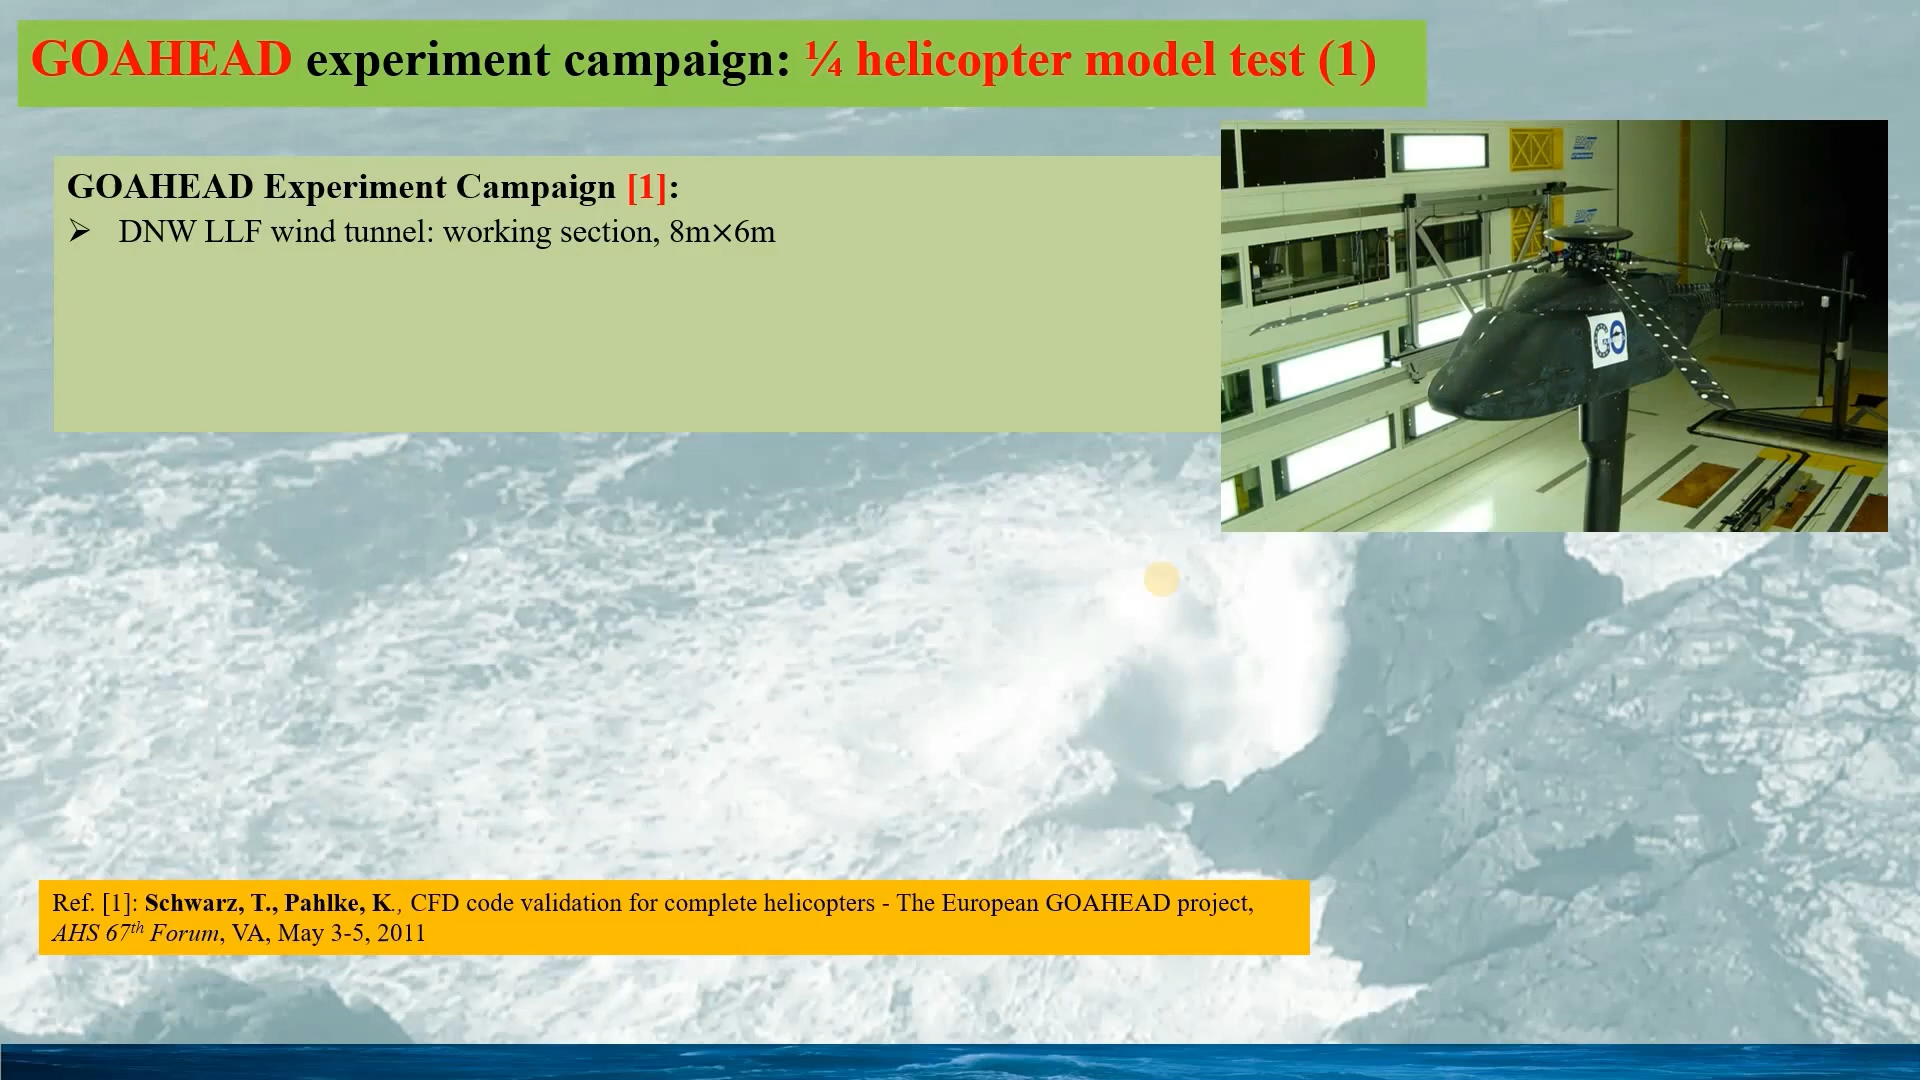 GOAHEAD experiment campaign: ¼ helicopter model test (1)
GOAHEAD Experiment Campaign [1]:
➢ DNW LLF wind tunnel: working section, 8m×6m
GO
Ref. [1]: Schwarz, T., Pahlke, K., CFD code validation for complete helicopters - The European GOAHEAD project,
AHS 67th Forum, VA, May 3-5, 2011